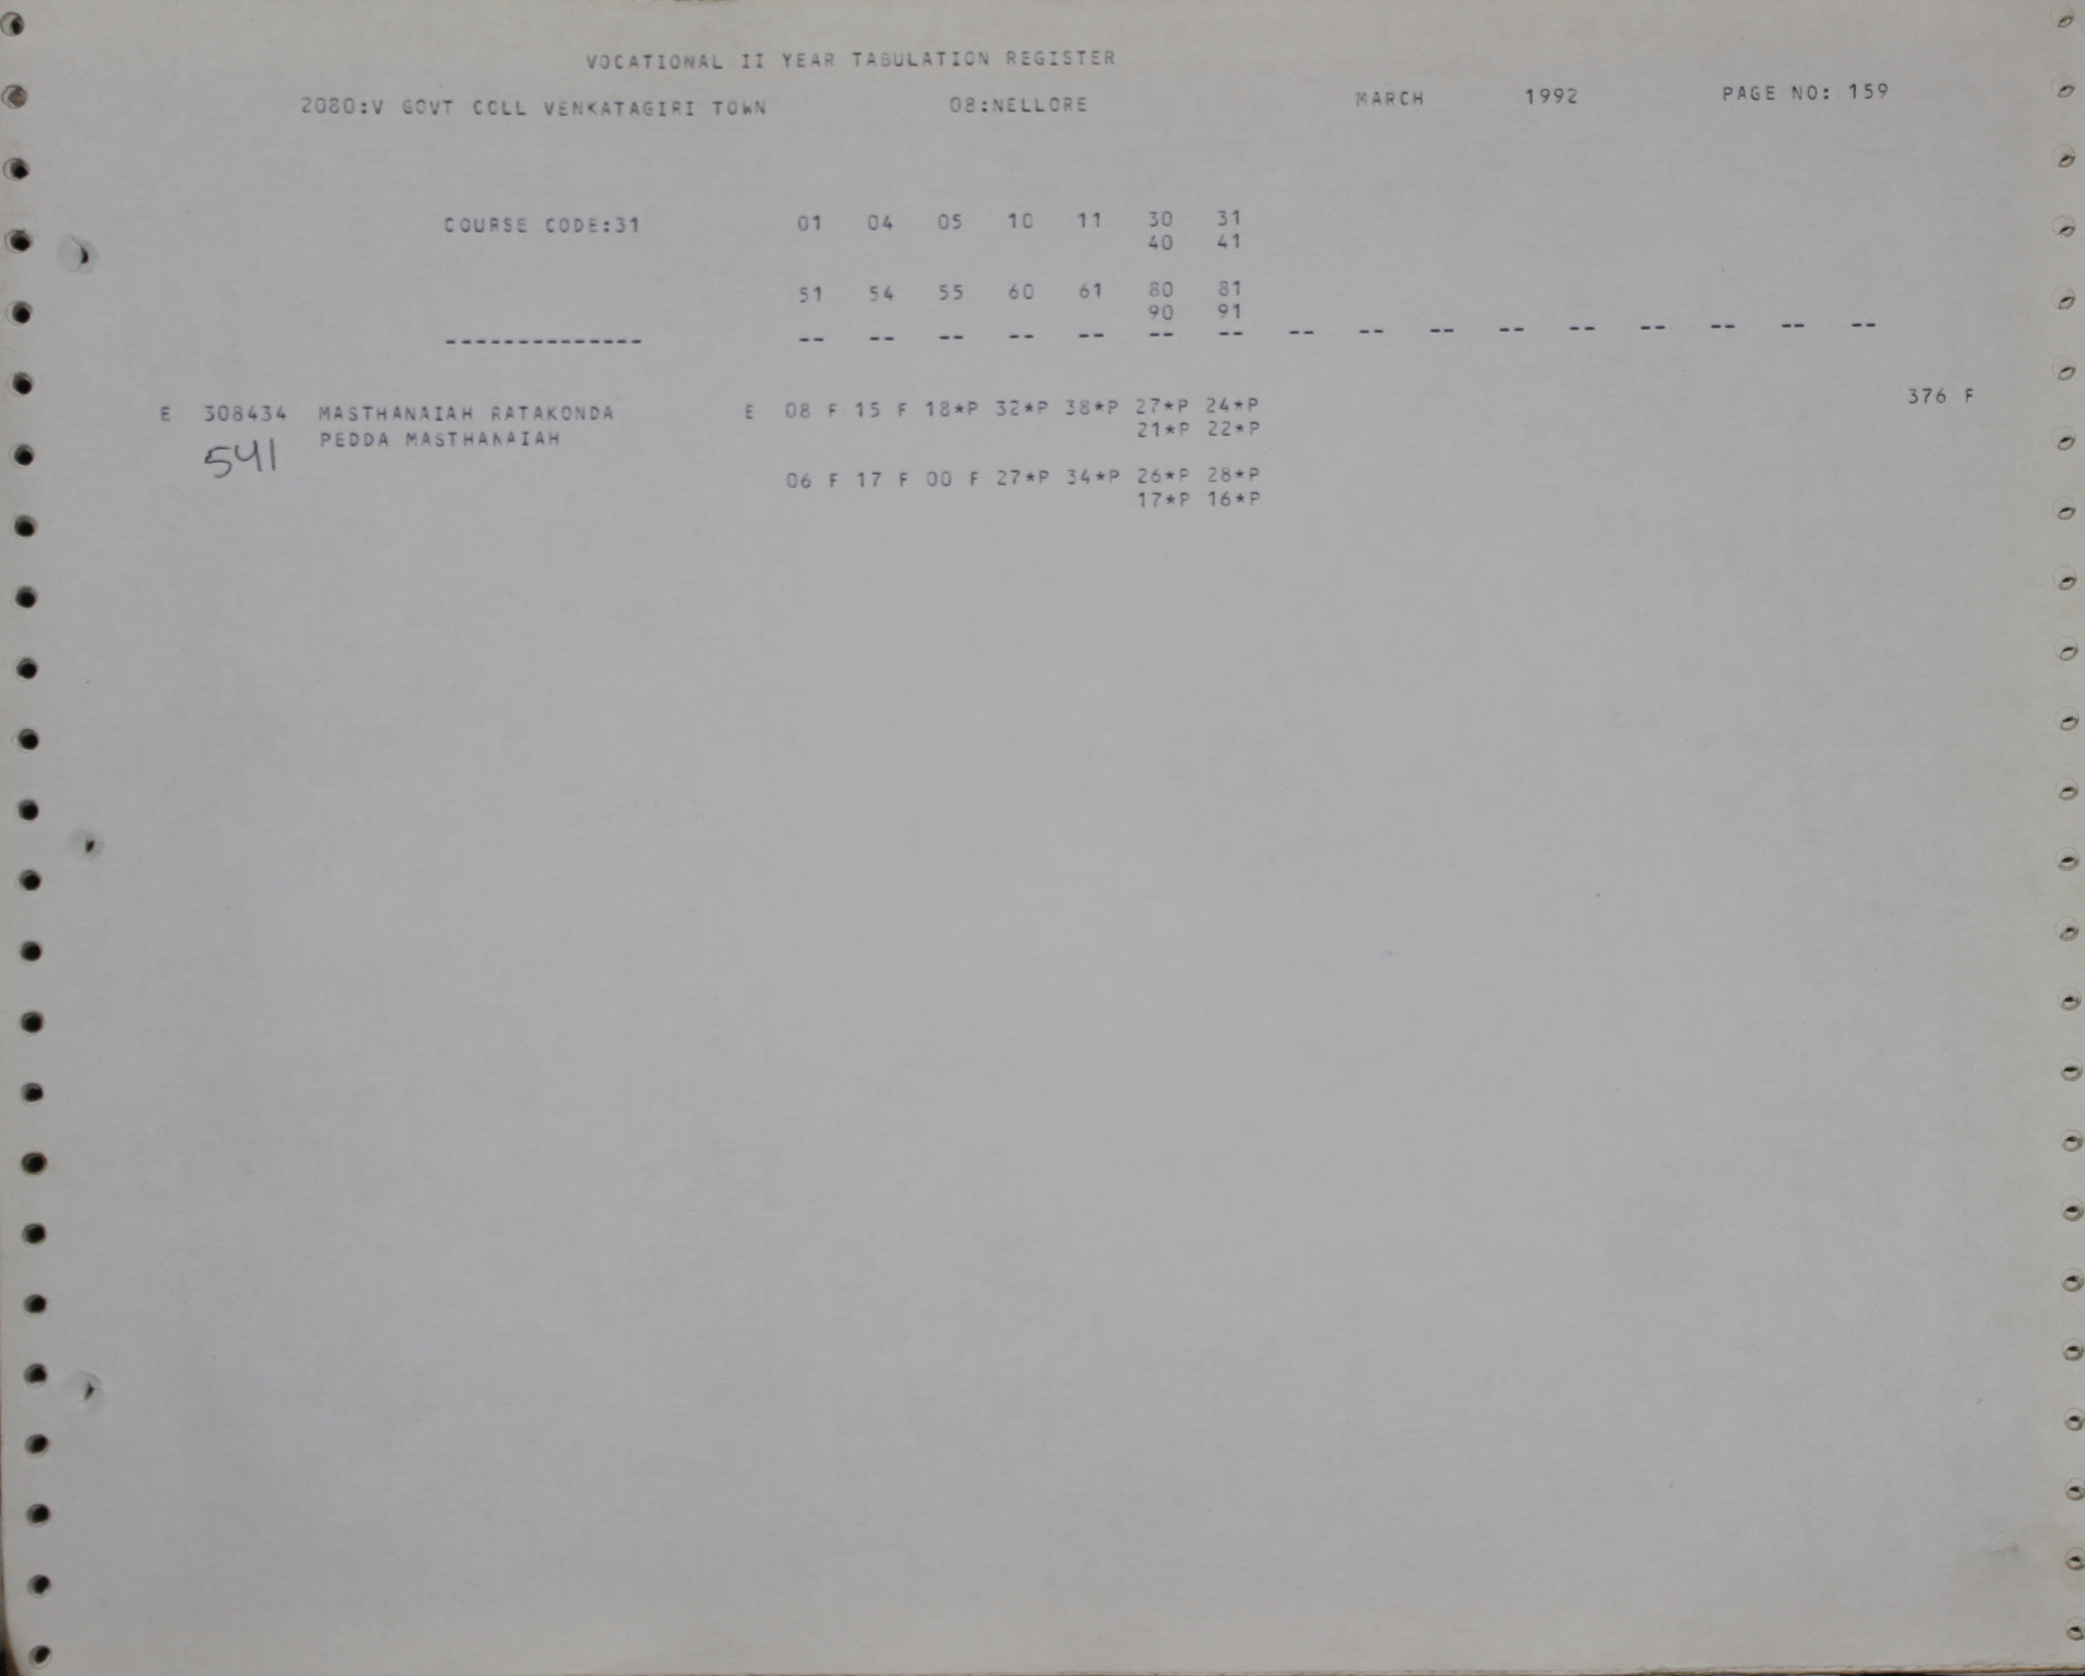 VOCATIONAL II YEAR TABULATION REGISTER
2080:V GOVT COLL VENKATAGIRI TOWN 08:NELLORE MARCH 1992 PAGE NO: 159
COURSE CODE:31 01 04 05 10 11 30 31
40 41
51 54 55 60 61 80 81
90 91
-------------- -- -- -- -- -- -- -- -- -- -- -- -- -- -- -- --
E 308434 MASTHANAIAH RATAKONDA E 08 F 15 F 18*P 32*P 38*P 27*P 24*P 376 F
541 PEDDA MASTHANAIAH 21*P 22*P
06 F 17 F 00 F 27*P 34*P 26*P 28*P
17*P 16*P